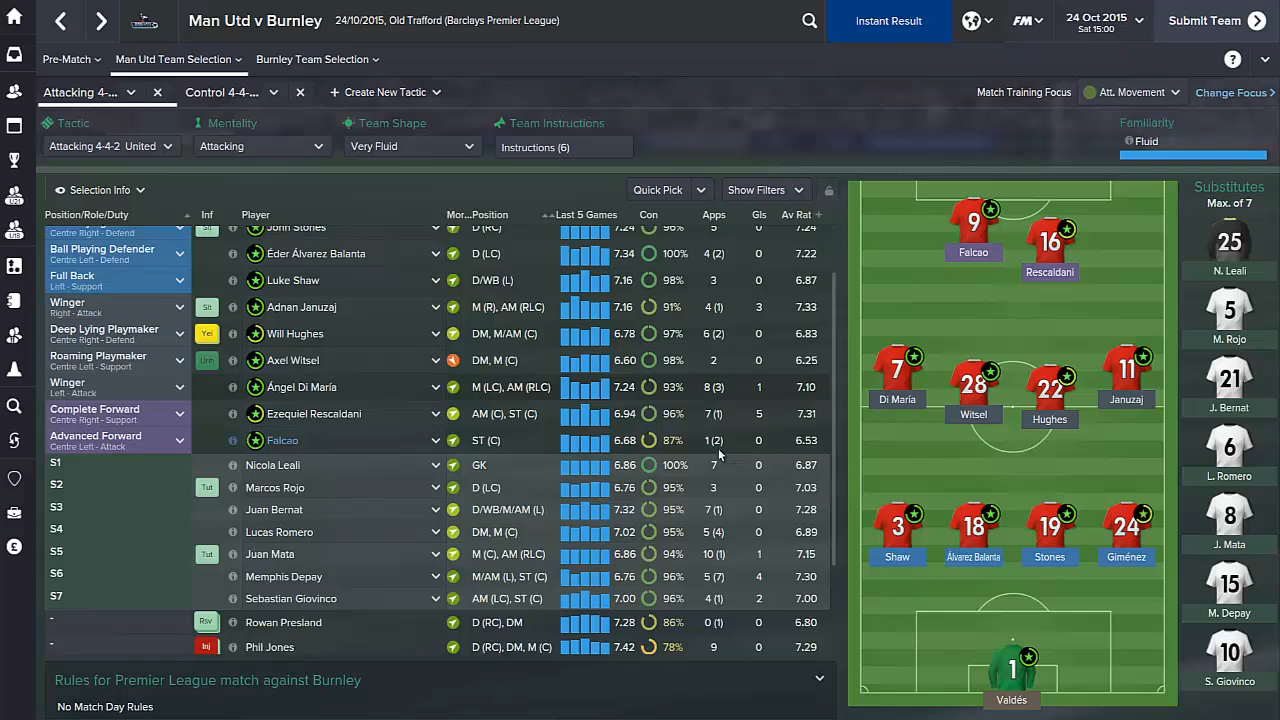 Man Utd v Burnley 24/10/2015, Old Trafford (Barclays Premier League) Instant Result FM 24 Oct 2015 Sat 15:00 Submit Team
Pre-Match Man Utd Team Selection Burnley Team Selection ?
Attacking 4-... Control 4-4-... + Create New Tactic Match Training Focus Att. Movement Change Focus
Tactic Mentality Team Shape Team Instructions Familiarity
Attacking 4-4-2 United Attacking Very Fluid Instructions (6) Fluid
Selection Info Quick Pick Show Filters
Position/Role/Duty Inf Player Mor... Position Last 5 Games Con Apps Gls Av Rat
Centre Right - Defend John Stones D (RC) 7.24 96% 5 0 7.24
Ball Playing Defender Centre Left - Defend Éder Álvarez Balanta D (LC) 7.34 100% 4 (2) 0 7.22
Full Back Left - Support Luke Shaw D/WB (L) 7.16 98% 3 0 6.87
Winger Right - Attack Slt Adnan Januzaj M (R), AM (RLC) 7.16 91% 4 (1) 3 7.33
Deep Lying Playmaker Centre Right - Defend Yel Will Hughes DM, M/AM (C) 6.78 97% 6 (2) 0 6.83
Roaming Playmaker Centre Left - Support Unh Axel Witsel DM, M (C) 6.60 98% 2 0 6.25
Winger Left - Attack Ángel Di María M (LC), AM (RLC) 7.24 93% 8 (3) 1 7.10
Complete Forward Centre Right - Support Ezequiel Rescaldani AM (C), ST (C) 6.94 96% 7 (1) 5 7.31
Advanced Forward Centre Left - Attack Falcao ST (C) 6.68 87% 1 (2) 0 6.53
S1 Nicola Leali GK 6.86 100% 7 0 6.87
S2 Tut Marcos Rojo D (LC) 6.76 95% 3 0 7.03
S3 Juan Bernat D/WB/M/AM (L) 7.32 95% 7 (1) 0 7.28
S4 Lucas Romero DM, M (C) 7.02 95% 5 (4) 0 6.89
S5 Tut Juan Mata M (C), AM (RLC) 6.86 94% 10 (1) 1 7.15
S6 Memphis Depay M/AM (L), ST (C) 6.76 96% 5 (7) 4 7.30
S7 Sebastian Giovinco AM (LC), ST (C) 7.00 96% 4 (1) 2 7.00
- Rsv Rowan Presland D (RC), DM 7.28 86% 0 (1) 0 6.80
- Inj Phil Jones D (RC), DM, M (C) 7.42 78% 9 0 7.29
Rules for Premier League match against Burnley
No Match Day Rules
9 Falcao
16 Rescaldani
7 Di María
28 Witsel
22 Hughes
11 Januzaj
3 Shaw
18 Álvarez Balanta
19 Stones
24 Giménez
1 Valdés
Substitutes
Max. of 7
25
N. Leali
5
M. Rojo
21
J. Bernat
6
L. Romero
8
J. Mata
15
M. Depay
10
S. Giovinco
U21
U18